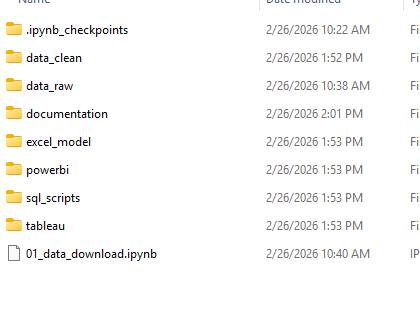 Name Date modified
.ipynb_checkpoints 2/26/2026 10:22 AM Fi
data_clean 2/26/2026 1:52 PM Fi
data_raw 2/26/2026 10:38 AM Fi
documentation 2/26/2026 2:01 PM Fi
excel_model 2/26/2026 1:53 PM Fi
powerbi 2/26/2026 1:53 PM Fi
sql_scripts 2/26/2026 1:53 PM Fi
tableau 2/26/2026 1:53 PM Fi
01_data_download.ipynb 2/26/2026 10:40 AM IP